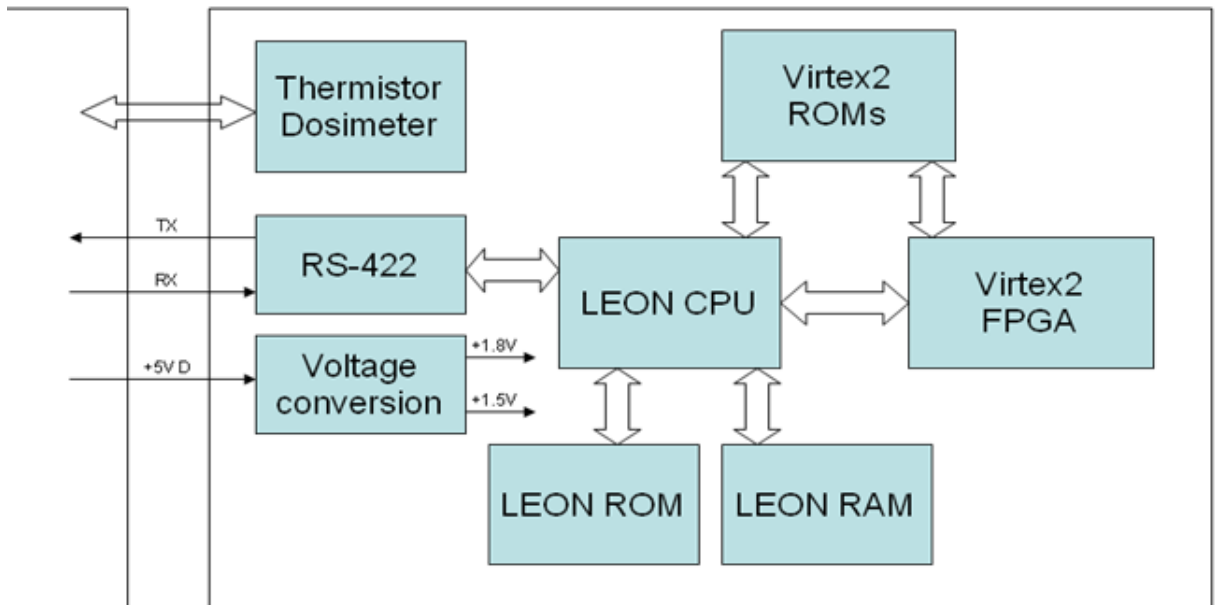 Thermistor
Dosimeter
Virtex2
ROMs
TX
RS-422
RX
LEON CPU
Virtex2
FPGA
+5V D
Voltage
conversion
+1.8V
+1.5V
LEON ROM
LEON RAM